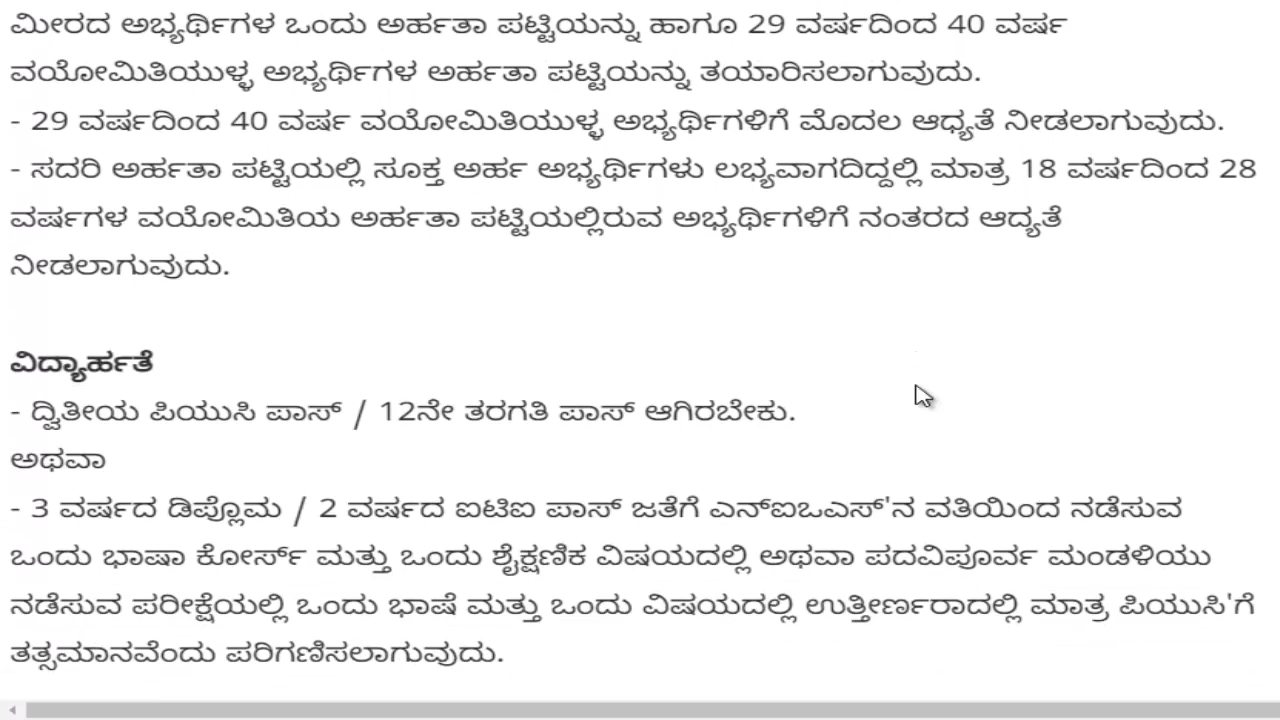 ಮೀರದ ಅಭ್ಯರ್ಥಿಗಳ ಒಂದು ಅರ್ಹತಾ ಪಟ್ಟಿಯನ್ನು ಹಾಗೂ 29 ವರ್ಷದಿಂದ 40 ವರ್ಷ
ವಯೋಮಿತಿಯುಳ್ಳ ಅಭ್ಯರ್ಥಿಗಳ ಅರ್ಹತಾ ಪಟ್ಟಿಯನ್ನು ತಯಾರಿಸಲಾಗುವುದು.
- 29 ವರ್ಷದಿಂದ 40 ವರ್ಷ ವಯೋಮಿತಿಯುಳ್ಳ ಅಭ್ಯರ್ಥಿಗಳಿಗೆ ಮೊದಲ ಆಧ್ಯತೆ ನೀಡಲಾಗುವುದು.
- ಸದರಿ ಅರ್ಹತಾ ಪಟ್ಟಿಯಲ್ಲಿ ಸೂಕ್ತ ಅರ್ಹ ಅಭ್ಯರ್ಥಿಗಳು ಲಭ್ಯವಾಗದಿದ್ದಲ್ಲಿ ಮಾತ್ರ 18 ವರ್ಷದಿಂದ 28
ವರ್ಷಗಳ ವಯೋಮಿತಿಯ ಅರ್ಹತಾ ಪಟ್ಟಿಯಲ್ಲಿರುವ ಅಭ್ಯರ್ಥಿಗಳಿಗೆ ನಂತರದ ಆದ್ಯತೆ
ನೀಡಲಾಗುವುದು.
ವಿದ್ಯಾರ್ಹತೆ
- ದ್ವಿತೀಯ ಪಿಯುಸಿ ಪಾಸ್ / 12ನೇ ತರಗತಿ ಪಾಸ್ ಆಗಿರಬೇಕು.
ಅಥವಾ
- 3 ವರ್ಷದ ಡಿಪ್ಲೊಮ / 2 ವರ್ಷದ ಐಟಿಐ ಪಾಸ್ ಜತೆಗೆ ಎನ್‌ಐಒಎಸ್'ನ ವತಿಯಿಂದ ನಡೆಸುವ
ಒಂದು ಭಾಷಾ ಕೋರ್ಸ್ ಮತ್ತು ಒಂದು ಶೈಕ್ಷಣಿಕ ವಿಷಯದಲ್ಲಿ ಅಥವಾ ಪದವಿಪೂರ್ವ ಮಂಡಳಿಯು
ನಡೆಸುವ ಪರೀಕ್ಷೆಯಲ್ಲಿ ಒಂದು ಭಾಷೆ ಮತ್ತು ಒಂದು ವಿಷಯದಲ್ಲಿ ಉತ್ತೀರ್ಣರಾದಲ್ಲಿ ಮಾತ್ರ ಪಿಯುಸಿ'ಗೆ
ತತ್ಸಮಾನವೆಂದು ಪರಿಗಣಿಸಲಾಗುವುದು.